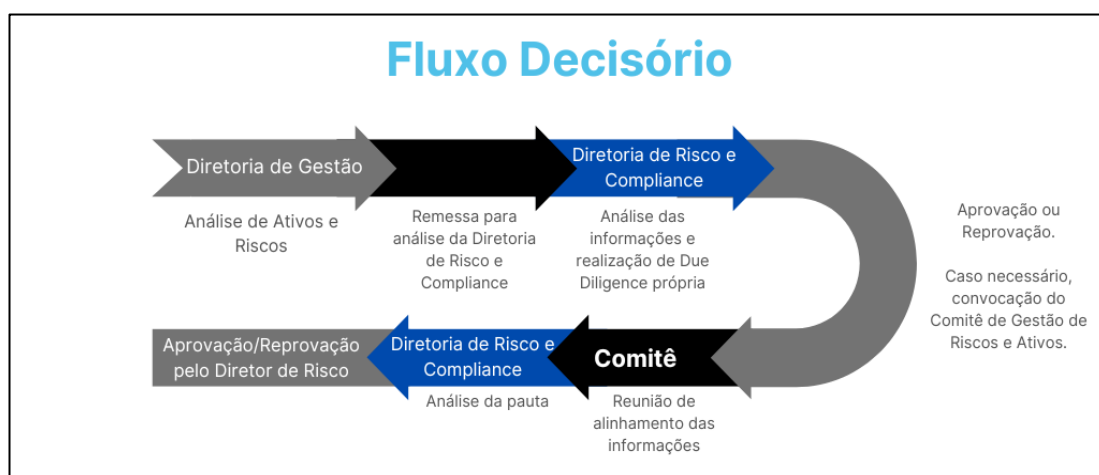 Fluxo Decisório
Diretoria de Gestão
Análise de Ativos e
Riscos
Remessa para
análise da Diretoria
de Risco e
Compliance
Diretoria de Risco e
Compliance
Análise das
informações e
realização de Due
Diligence própria
Aprovação ou
Reprovação.
Caso necessário,
convocação do
Comitê de Gestão de
Riscos e Ativos.
Comitê
Reunião de
alinhamento das
informações
Diretoria de Risco e
Compliance
Análise da pauta
Aprovação/Reprovação
pelo Diretor de Risco